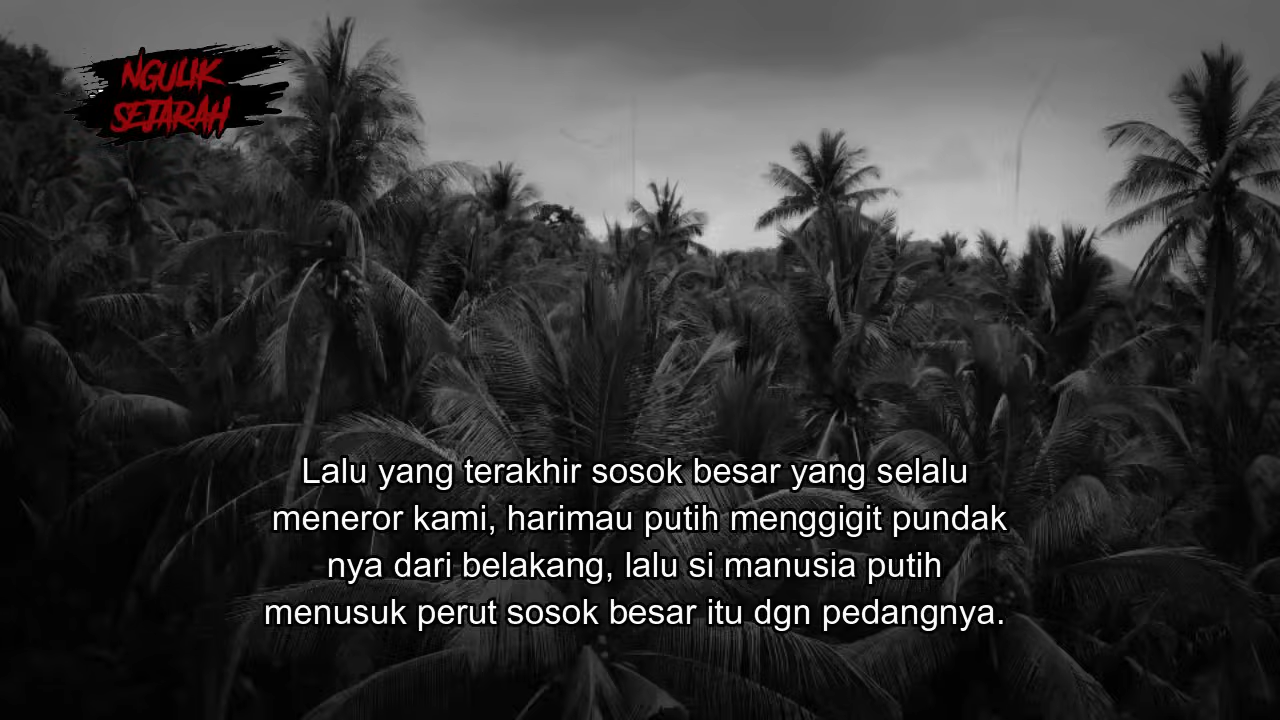 NGULIK
SEJARAH
Lalu yang terakhir sosok besar yang selalu
meneror kami, harimau putih menggigit pundak
nya dari belakang, lalu si manusia putih
menusuk perut sosok besar itu dgn pedangnya.